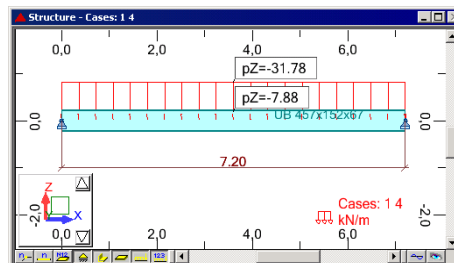 Structure - Cases: 1 4
0,0 2,0 4,0 6,0
pZ=-31.78
pZ=-7.88
UB 457x152x67
0,0 0,0
7.20
Z
X
Cases: 1 4
kN/m
-2,0 -2,0
0,0 2,0 4,0 6,0
123